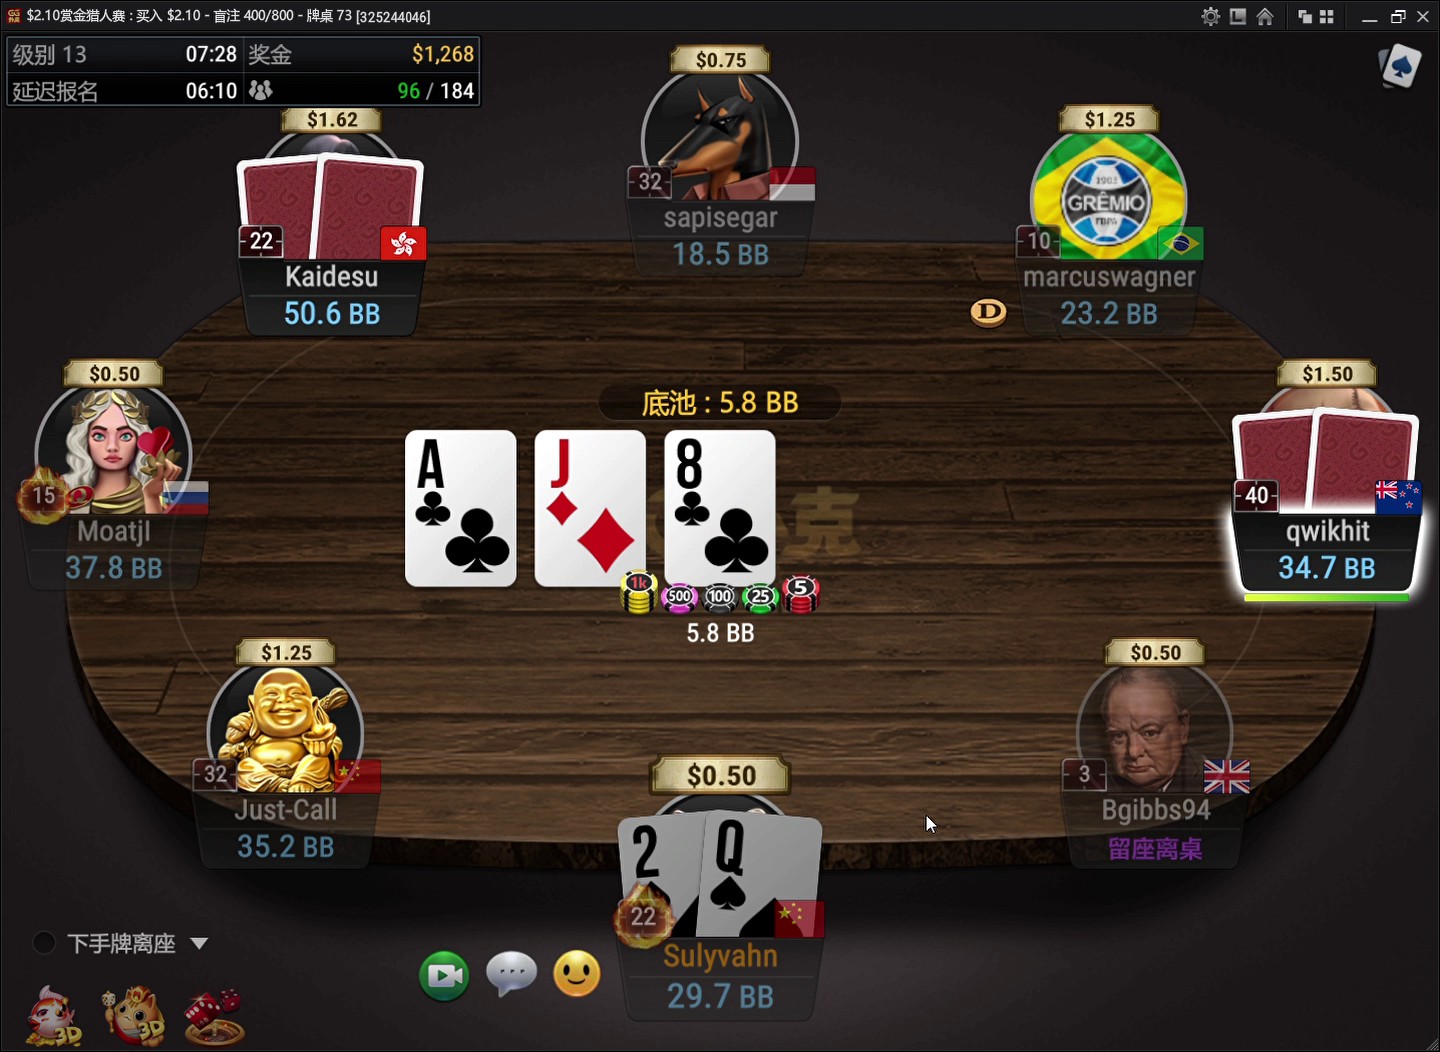 $2.10赏金猎人赛 : 买入 $2.10 - 盲注 400/800 - 牌桌 73 [325244046]
级别 13 07:28 奖金 $1,268
延迟报名 06:10 96 / 184
$0.75
32
sapisegar
18.5 BB
$1.62
22
Kaidesu
50.6 BB
$1.25
1903
GRÊMIO
FBPA
10
marcuswagner
23.2 BB
D
$0.50
15
Moatjl
37.8 BB
$1.50
40
qwikhit
34.7 BB
底池 : 5.8 BB
A J 8
克
1k 500 100 25 5
5.8 BB
$1.25
32
Just-Call
35.2 BB
$0.50
3
Bgibbs94
留座离桌
$0.50
2 Q
22
Sulyvahn
29.7 BB
下手牌离座
3D 3D